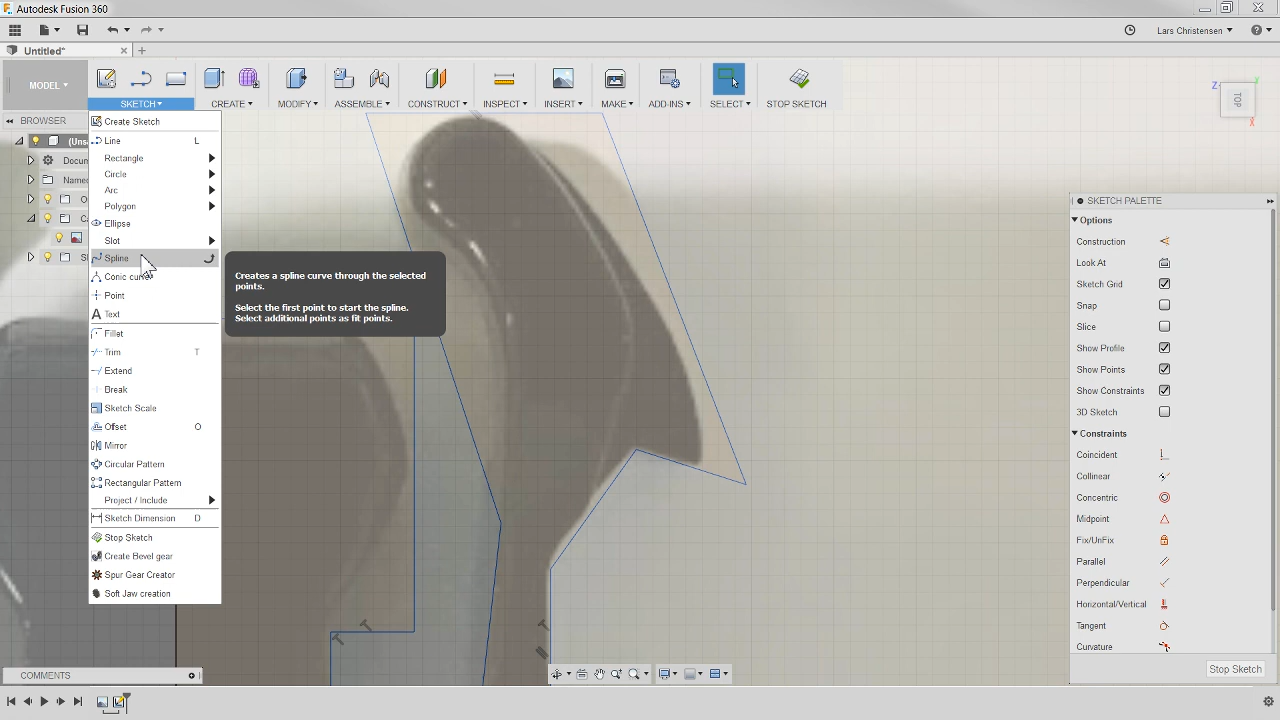 Autodesk Fusion 360
Lars Christensen
Untitled*
MODEL
SKETCH
CREATE
MODIFY
ASSEMBLE
CONSTRUCT
INSPECT
INSERT
MAKE
ADD-INS
SELECT
STOP SKETCH
BROWSER
(Uns
Docum
Named
O
Ca
Sk
Create Sketch
Line L
Rectangle
Circle
Arc
Polygon
Ellipse
Slot
Spline
Conic curve
Point
Text
Fillet
Trim T
Extend
Break
Sketch Scale
Offset O
Mirror
Circular Pattern
Rectangular Pattern
Project / Include
Sketch Dimension D
Stop Sketch
Create Bevel gear
Spur Gear Creator
Soft Jaw creation
Creates a spline curve through the selected
points.
Select the first point to start the spline.
Select additional points as fit points.
Z
Y
TOP
X
SKETCH PALETTE
Options
Construction
Look At
Sketch Grid
Snap
Slice
Show Profile
Show Points
Show Constraints
3D Sketch
Constraints
Coincident
Collinear
Concentric
Midpoint
Fix/UnFix
Parallel
Perpendicular
Horizontal/Vertical
Tangent
Curvature
Stop Sketch
COMMENTS